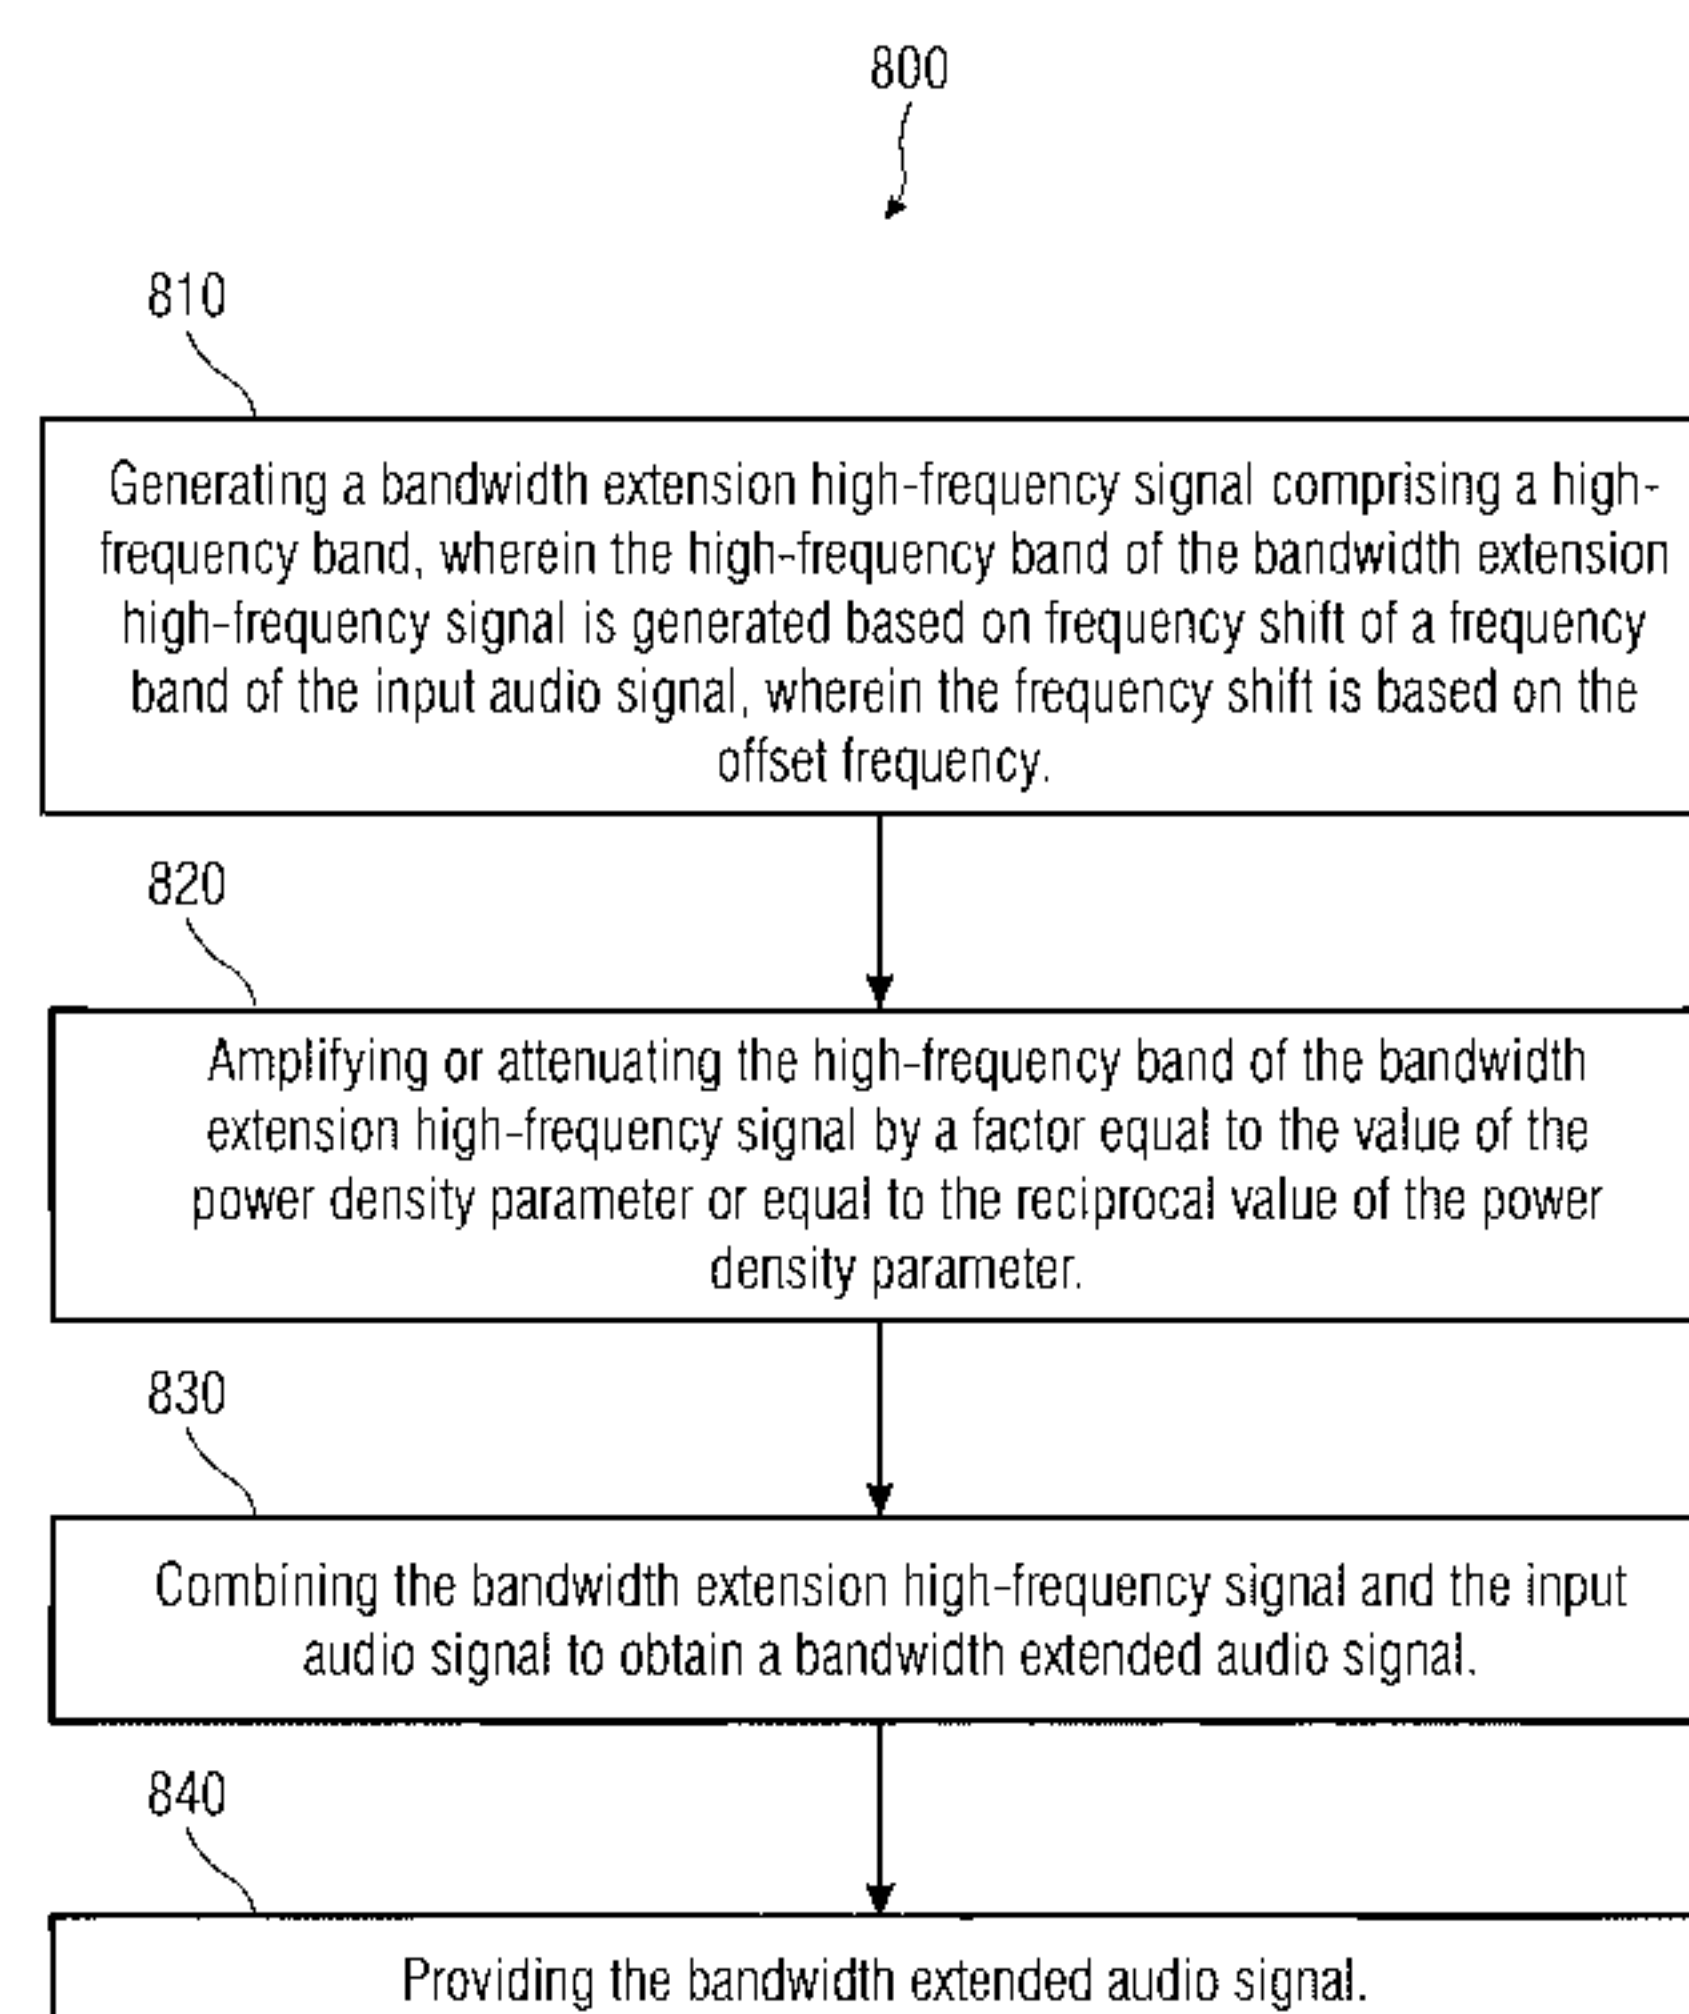 800
810
Generating a bandwidth extension high-frequency signal comprising a high-
frequency band, wherein the high-frequency band of the bandwidth extension
high-frequency signal is generated based on frequency shift of a frequency
band of the input audio signal, wherein the frequency shift is based on the
offset frequency.
820
Amplifying or attenuating the high-frequency band of the bandwidth
extension high-frequency signal by a factor equal to the value of the
power density parameter or equal to the reciprocal value of the power
density parameter.
830
Combining the bandwidth extension high-frequency signal and the input
audio signal to obtain a bandwidth extended audio signal.
840
Providing the bandwidth extended audio signal.